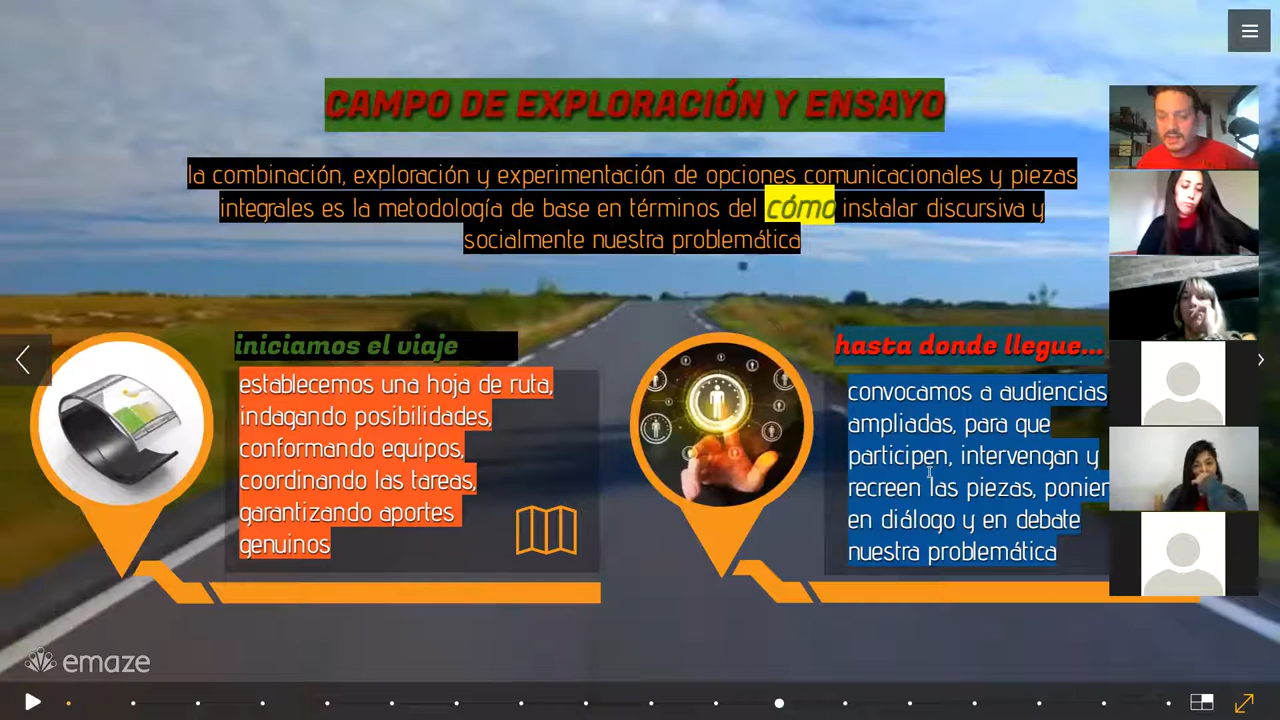 CAMPO DE EXPLORACIÓN Y ENSAYO
la combinación, exploración y experimentación de opciones comunicacionales y piezas
integrales es la metodología de base en términos del cómo instalar discursiva y
socialmente nuestra problemática
iniciamos el viaje
establecemos una hoja de ruta,
indagando posibilidades,
conformando equipos,
coordinando las tareas,
garantizando aportes
genuinos
hasta donde llegue...
convocamos a audiencias
ampliadas, para que
participen, intervengan y
recreen las piezas,
en diálogo y en debate
nuestra problemática
emaze